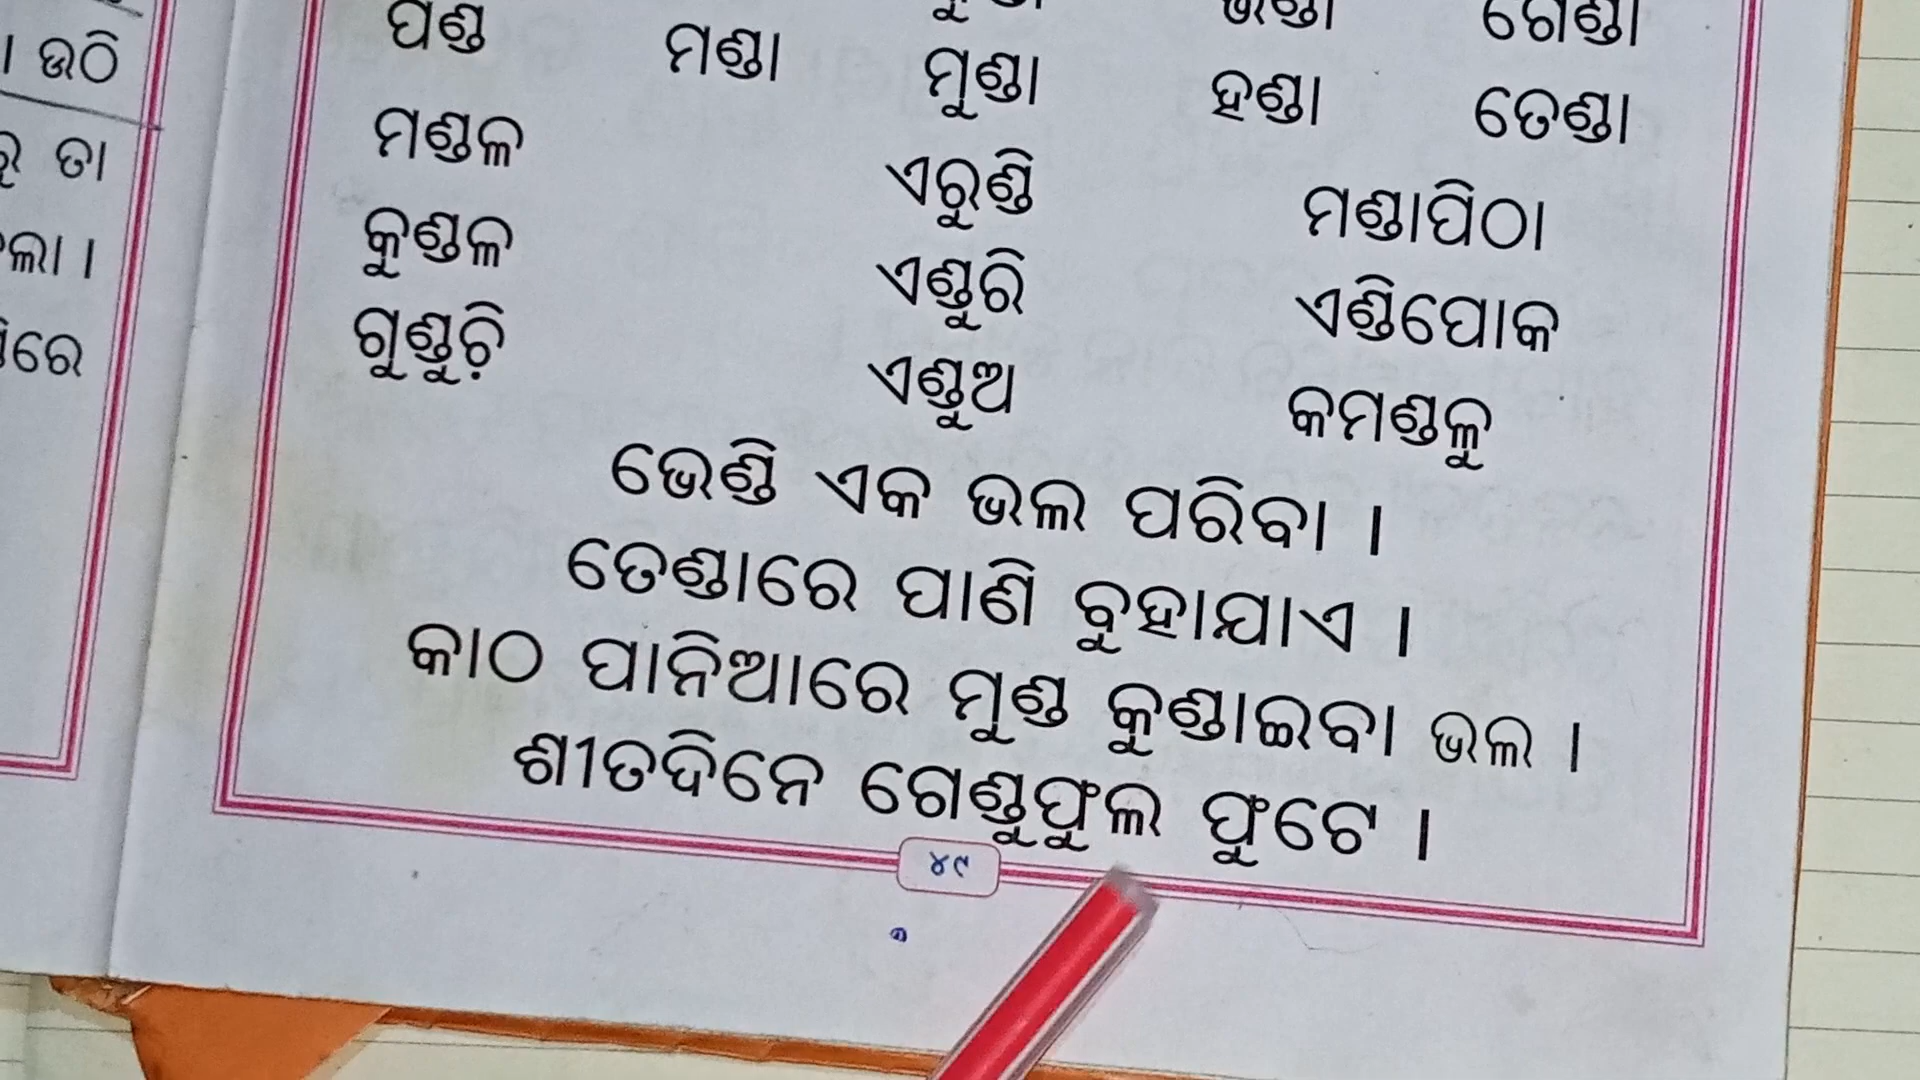 ଉଠି
ତା
ଗେଣ୍ଡା
ପଣ୍ଡ ମଣ୍ଡା ମୁଣ୍ଡା ହଣ୍ଡା ତେଣ୍ଡା
ମଣ୍ଡଳ ଏରୁଣ୍ଡି ମଣ୍ଡାପିଠା
କୁଣ୍ଡଳ ଏଣ୍ଡୁରି ଏଣ୍ଡିପୋକ
ଗୁଣ୍ଡୁଚି ଏଣ୍ଡୁଅ କମଣ୍ଡଳୁ
ଭେଣ୍ଡି ଏକ ଭଲ ପରିବା ।
ତେଣ୍ଡାରେ ପାଣି ବୁହାଯାଏ ।
କାଠ ପାନିଆରେ ମୁଣ୍ଡ କୁଣ୍ଡାଇବା ଭଲ ।
ଶୀତଦିନେ ଗେଣ୍ଡୁଫୁଲ ଫୁଟେ ।
୪୯